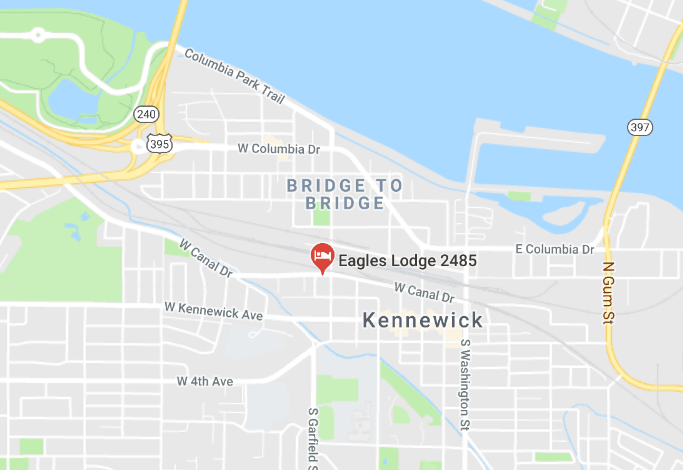 Columbia Park Trail
240
395
397
W Columbia Dr
BRIDGE TO
BRIDGE
W Canal Dr
Eagles Lodge 2485
E Columbia Dr
N Gum St
W Canal Dr
W Kennewick Ave
Kennewick
S Washington St
W 4th Ave
S Garfield S